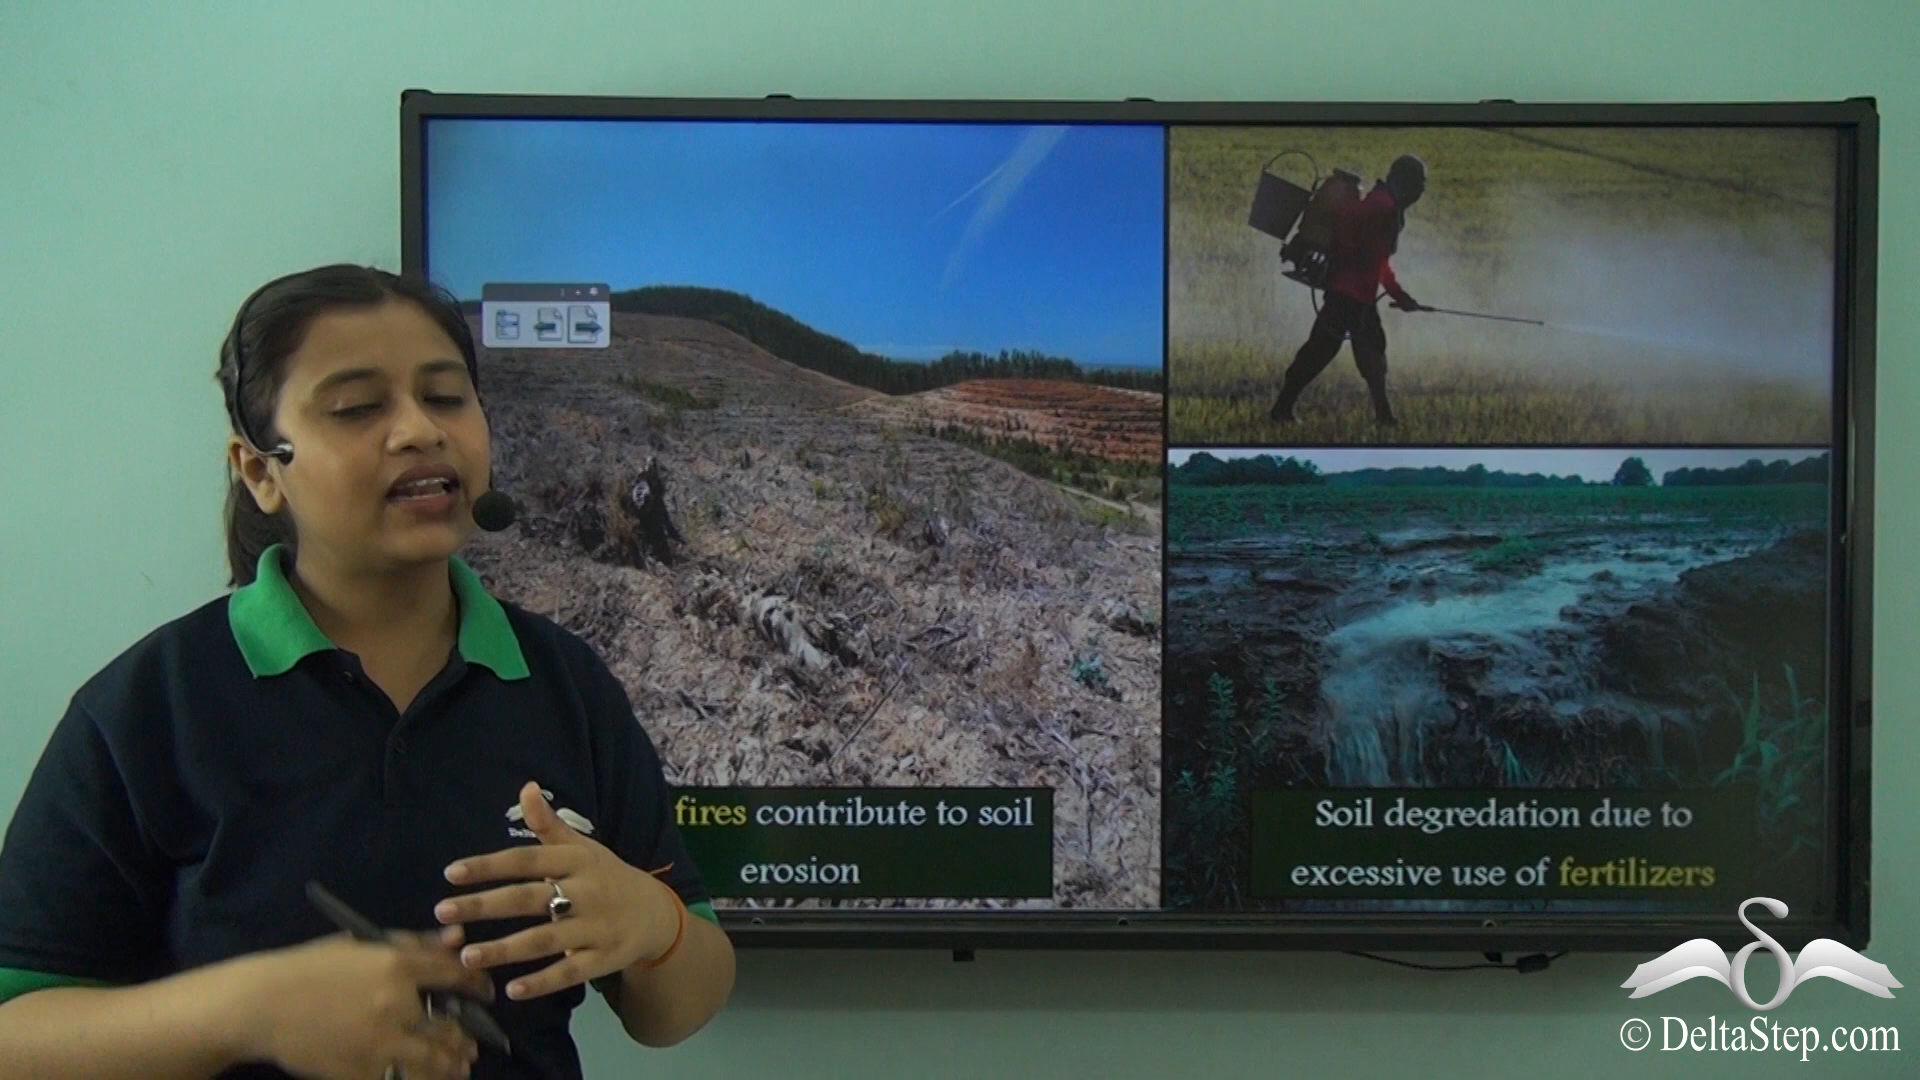 fires contribute to soil
erosion
Soil degredation due to
excessive use of fertilizers
© DeltaStep.com